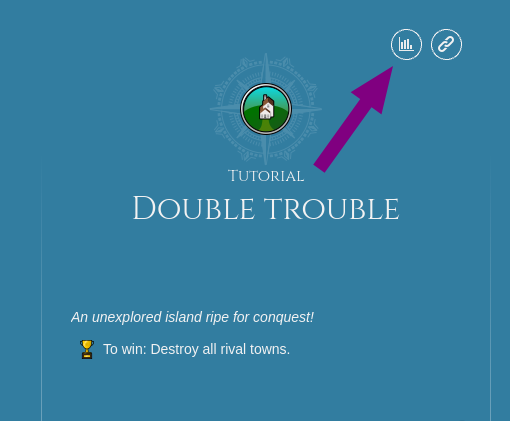 Tutorial
Double trouble
An unexplored island ripe for conquest!
To win: Destroy all rival towns.